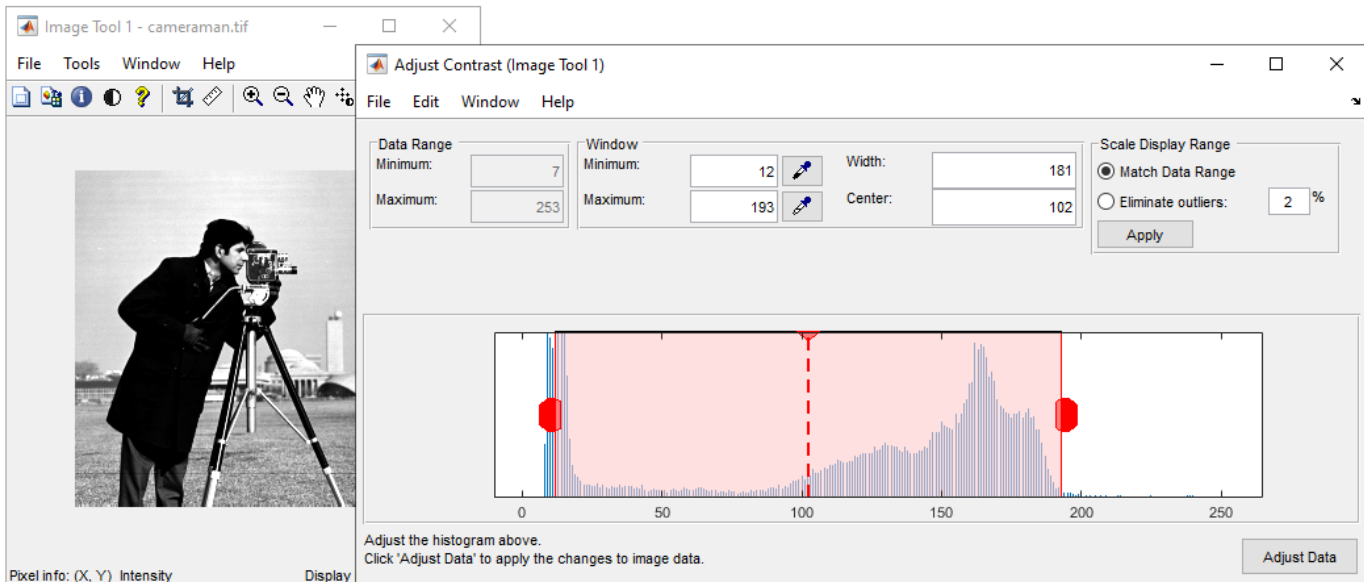 Image Tool 1 - cameraman.tif
File Tools Window Help
Adjust Contrast (Image Tool 1)
File Edit Window Help
Data Range
Minimum: 7
Maximum: 253
Window
Minimum: 12
Maximum: 193
Width: 181
Center: 102
Scale Display Range
Match Data Range
Eliminate outliers: 2 %
Apply
0 50 100 150 200 250
Adjust the histogram above.
Click 'Adjust Data' to apply the changes to image data.
Adjust Data
Pixel info: (X, Y) Intensity
Display